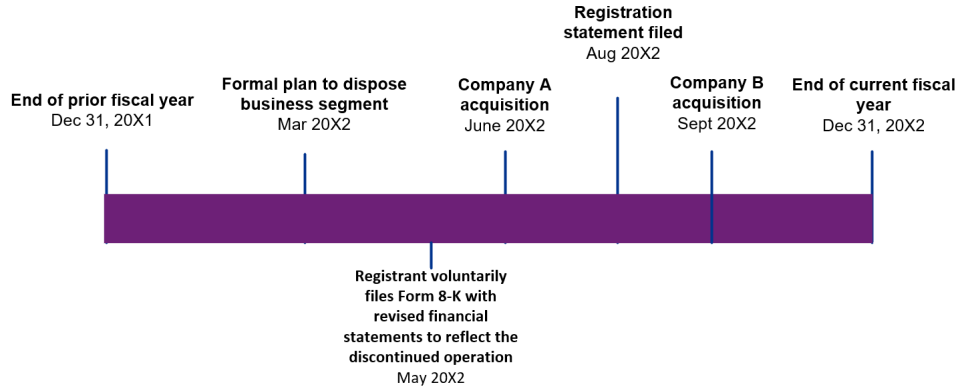 End of prior fiscal year
Dec 31, 20X1
Formal plan to dispose
business segment
Mar 20X2
Registrant voluntarily
files Form 8-K with
revised financial
statements to reflect the
discontinued operation
May 20X2
Company A
acquisition
June 20X2
Registration
statement filed
Aug 20X2
Company B
acquisition
Sept 20X2
End of current fiscal
year
Dec 31, 20X2